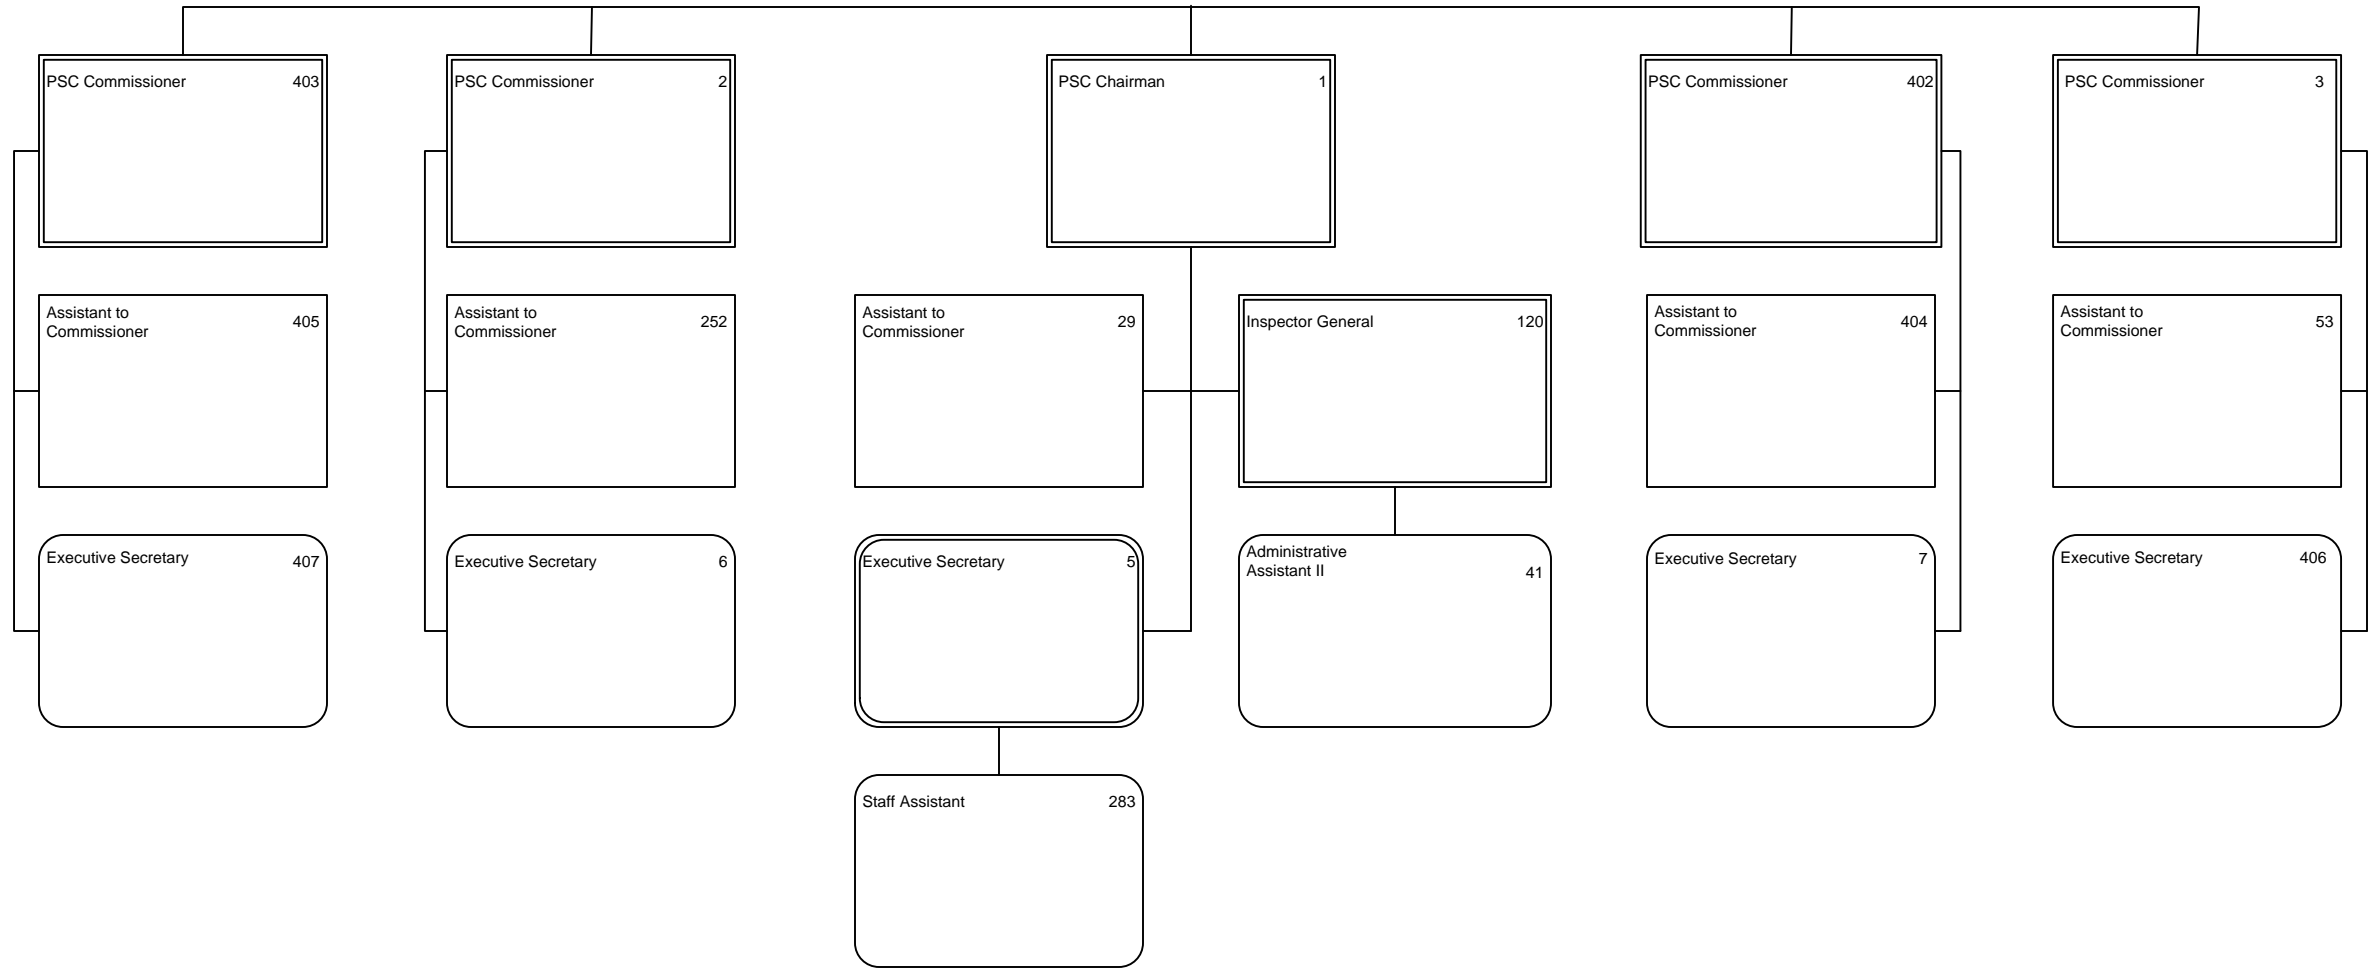 PSC Commissioner 403
PSC Commissioner 2
PSC Chairman 1
PSC Commissioner 402
PSC Commissioner 3
Assistant to
Commissioner 405
Assistant to
Commissioner 252
Assistant to
Commissioner 29
Inspector General 120
Assistant to
Commissioner 404
Assistant to
Commissioner 53
Executive Secretary 407
Executive Secretary 6
Executive Secretary 5
Administrative
Assistant II 41
Executive Secretary 7
Executive Secretary 406
Staff Assistant 283